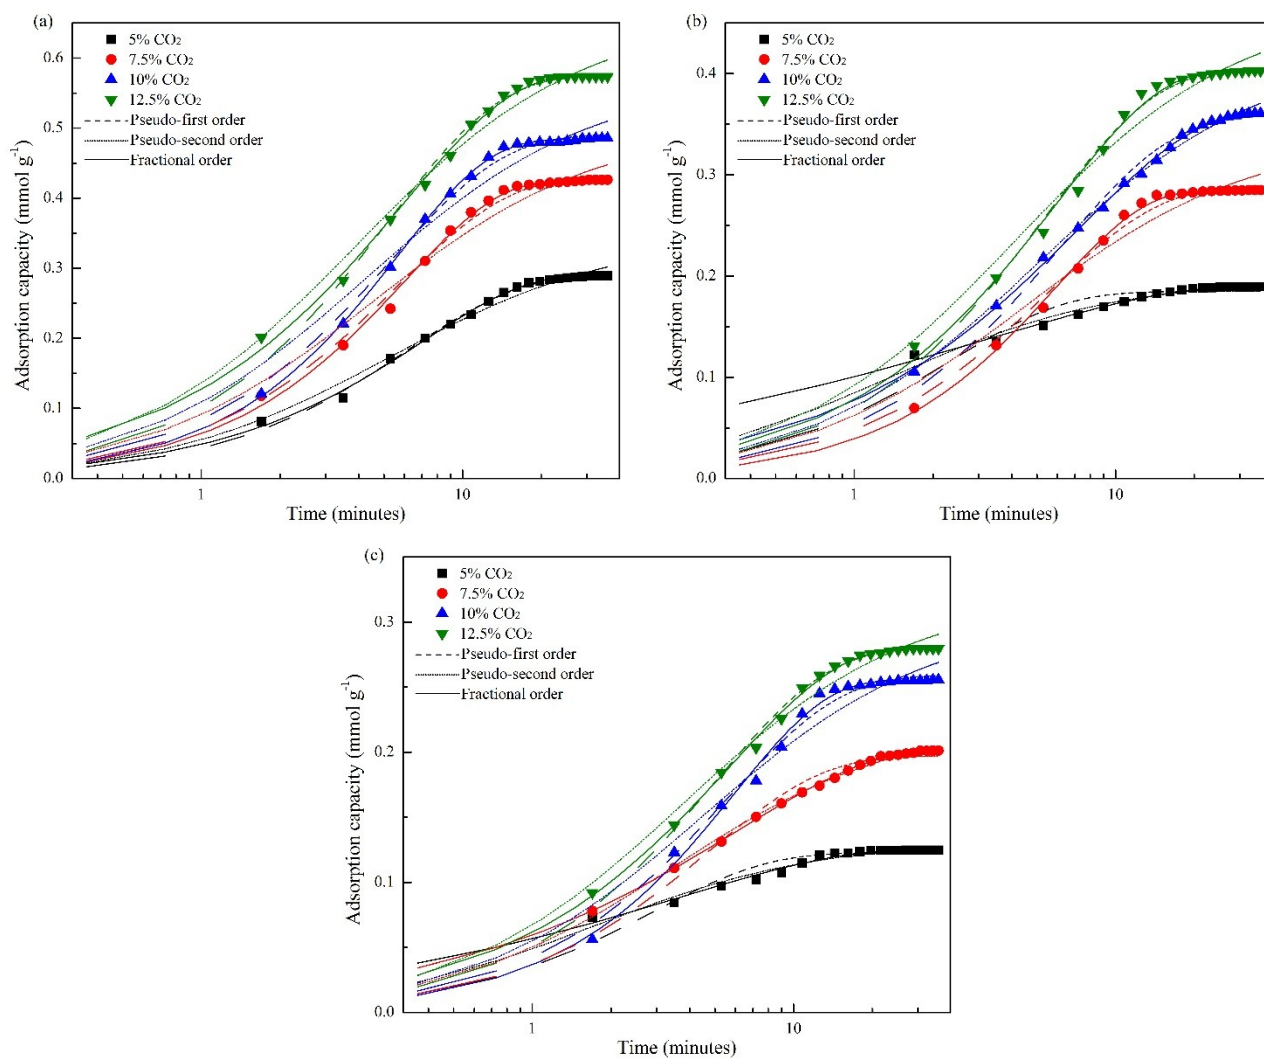 (a)
5% CO₂
7.5% CO₂
10% CO₂
12.5% CO₂
Pseudo-first order
Pseudo-second order
Fractional order
0.6
0.5
0.4
0.3
0.2
0.1
0.0
Adsorption capacity (mmol g⁻¹)
1
10
Time (minutes)
(b)
5% CO₂
7.5% CO₂
10% CO₂
12.5% CO₂
Pseudo-first order
Pseudo-second order
Fractional order
0.4
0.3
0.2
0.1
0.0
Adsorption capacity (mmol g⁻¹)
1
10
Time (minutes)
(c)
5% CO₂
7.5% CO₂
10% CO₂
12.5% CO₂
Pseudo-first order
Pseudo-second order
Fractional order
0.3
0.2
0.1
0.0
Adsorption capacity (mmol g⁻¹)
1
10
Time (minutes)